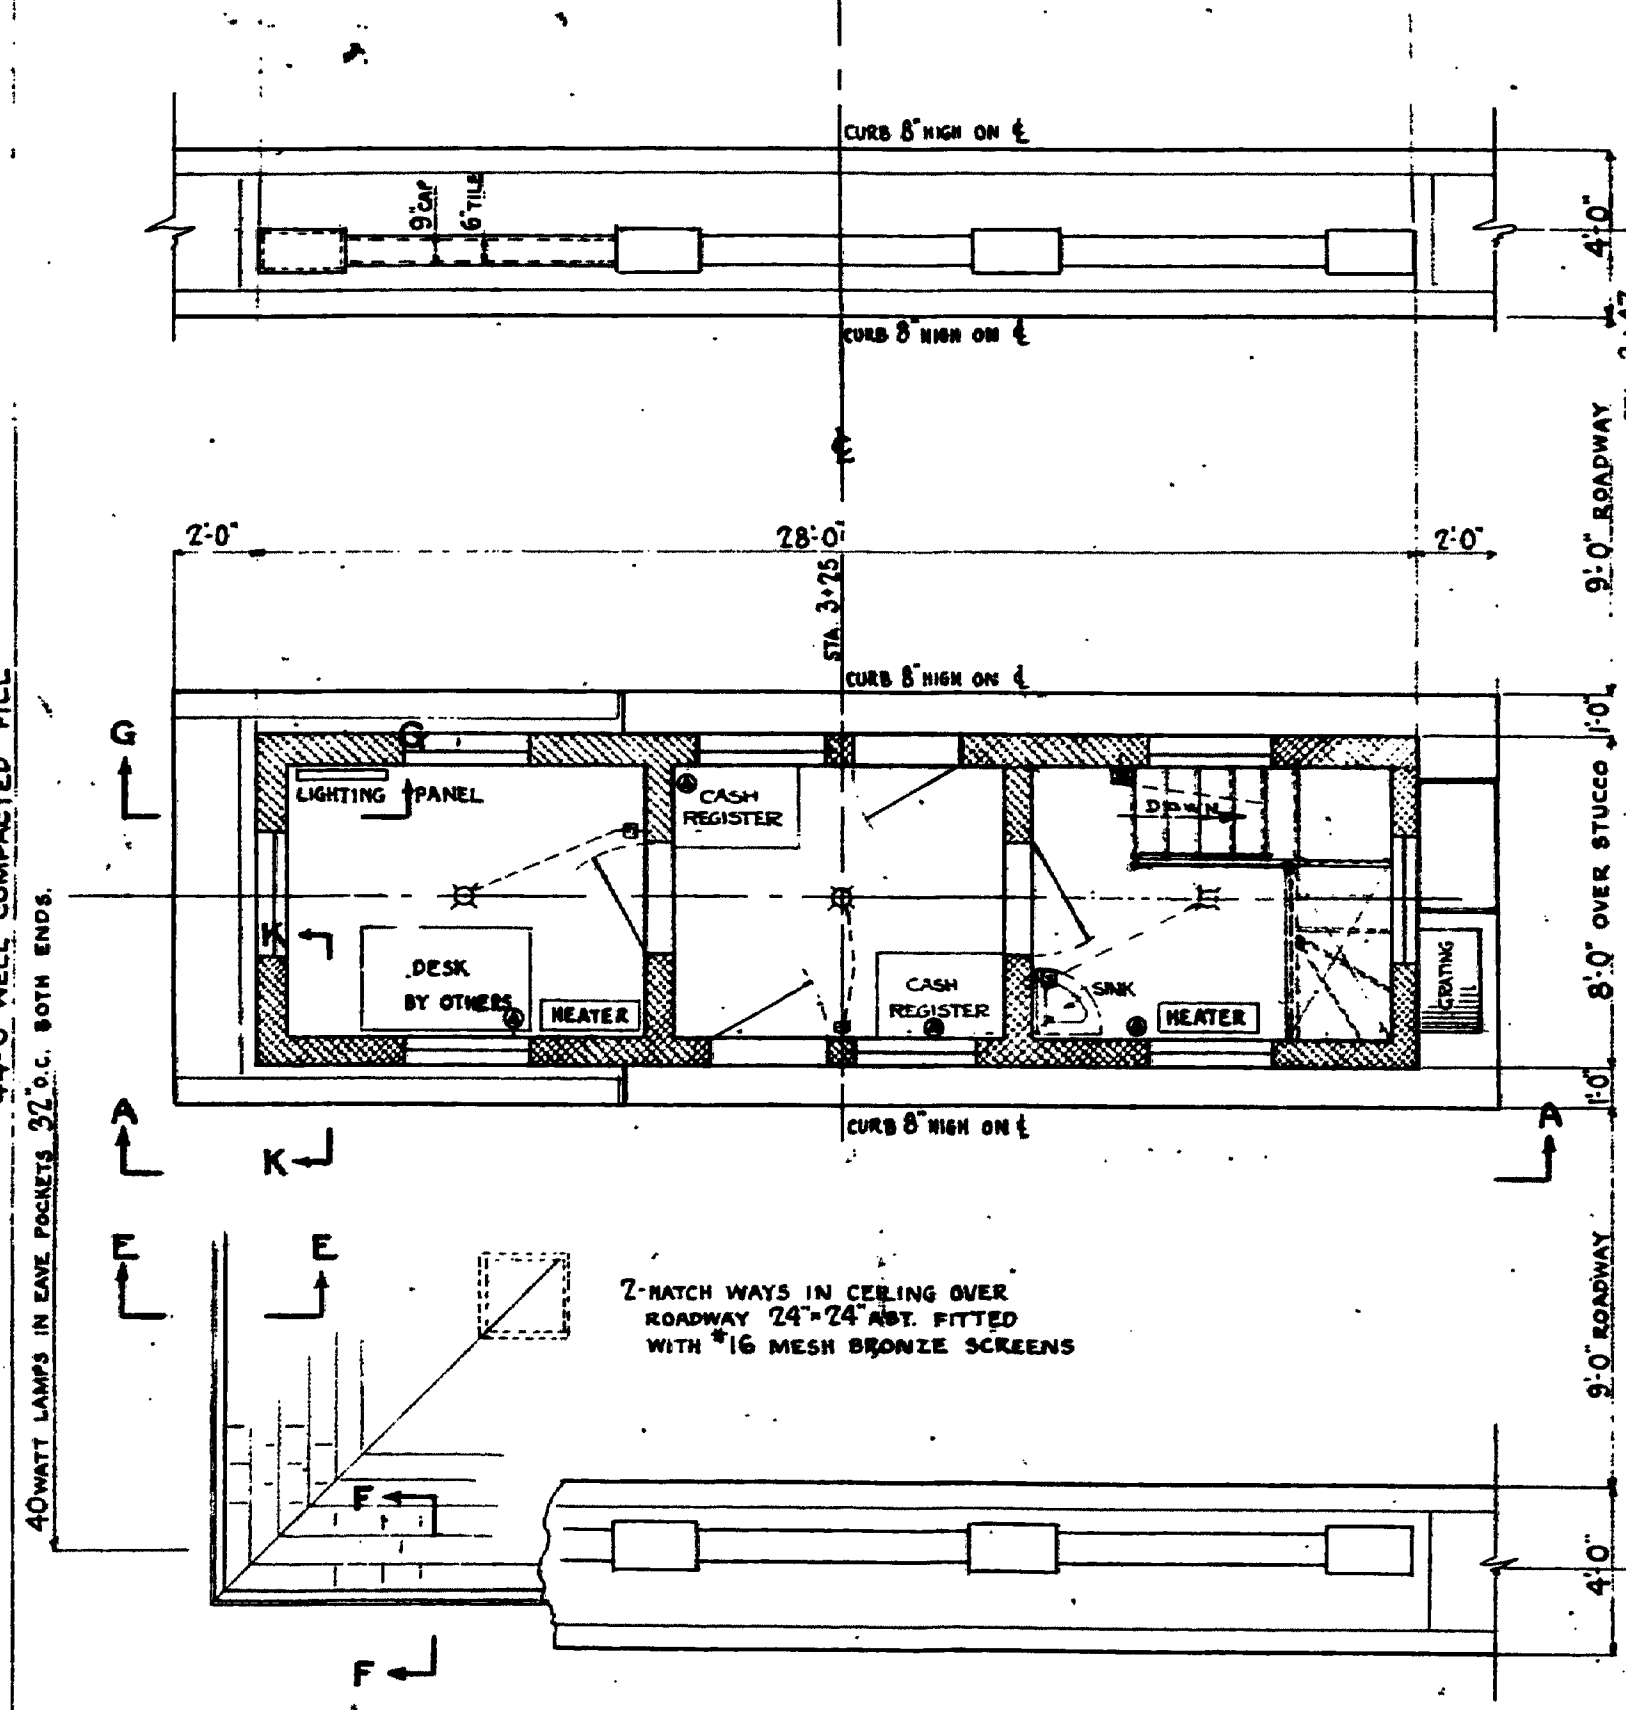 CURB 8" HIGH ON ℄
9" CAP
6" TILE
4'-0"
CURB 8" HIGH ON ℄
9'-0" ROADWAY
2'-0"
28'-0"
2'-0"
STA. 3+25
CURB 8" HIGH ON ℄
1'-0"
G
G
LIGHTING PANEL
CASH
REGISTER
DOWN
8'-0" OVER STUCCO
K
DESK
BY OTHERS
HEATER
CASH
REGISTER
SINK
HEATER
GRATING
WELL COMPACTED FILL
40 WATT LAMPS IN EAVE POCKETS 32" O.C. BOTH ENDS.
1'-0"
A
CURB 8" HIGH ON ℄
A
K
E
E
2-HATCH WAYS IN CEILING OVER
ROADWAY 24"×24" ABT. FITTED
WITH #16 MESH BRONZE SCREENS
9'-0" ROADWAY
F
4'-0"
F